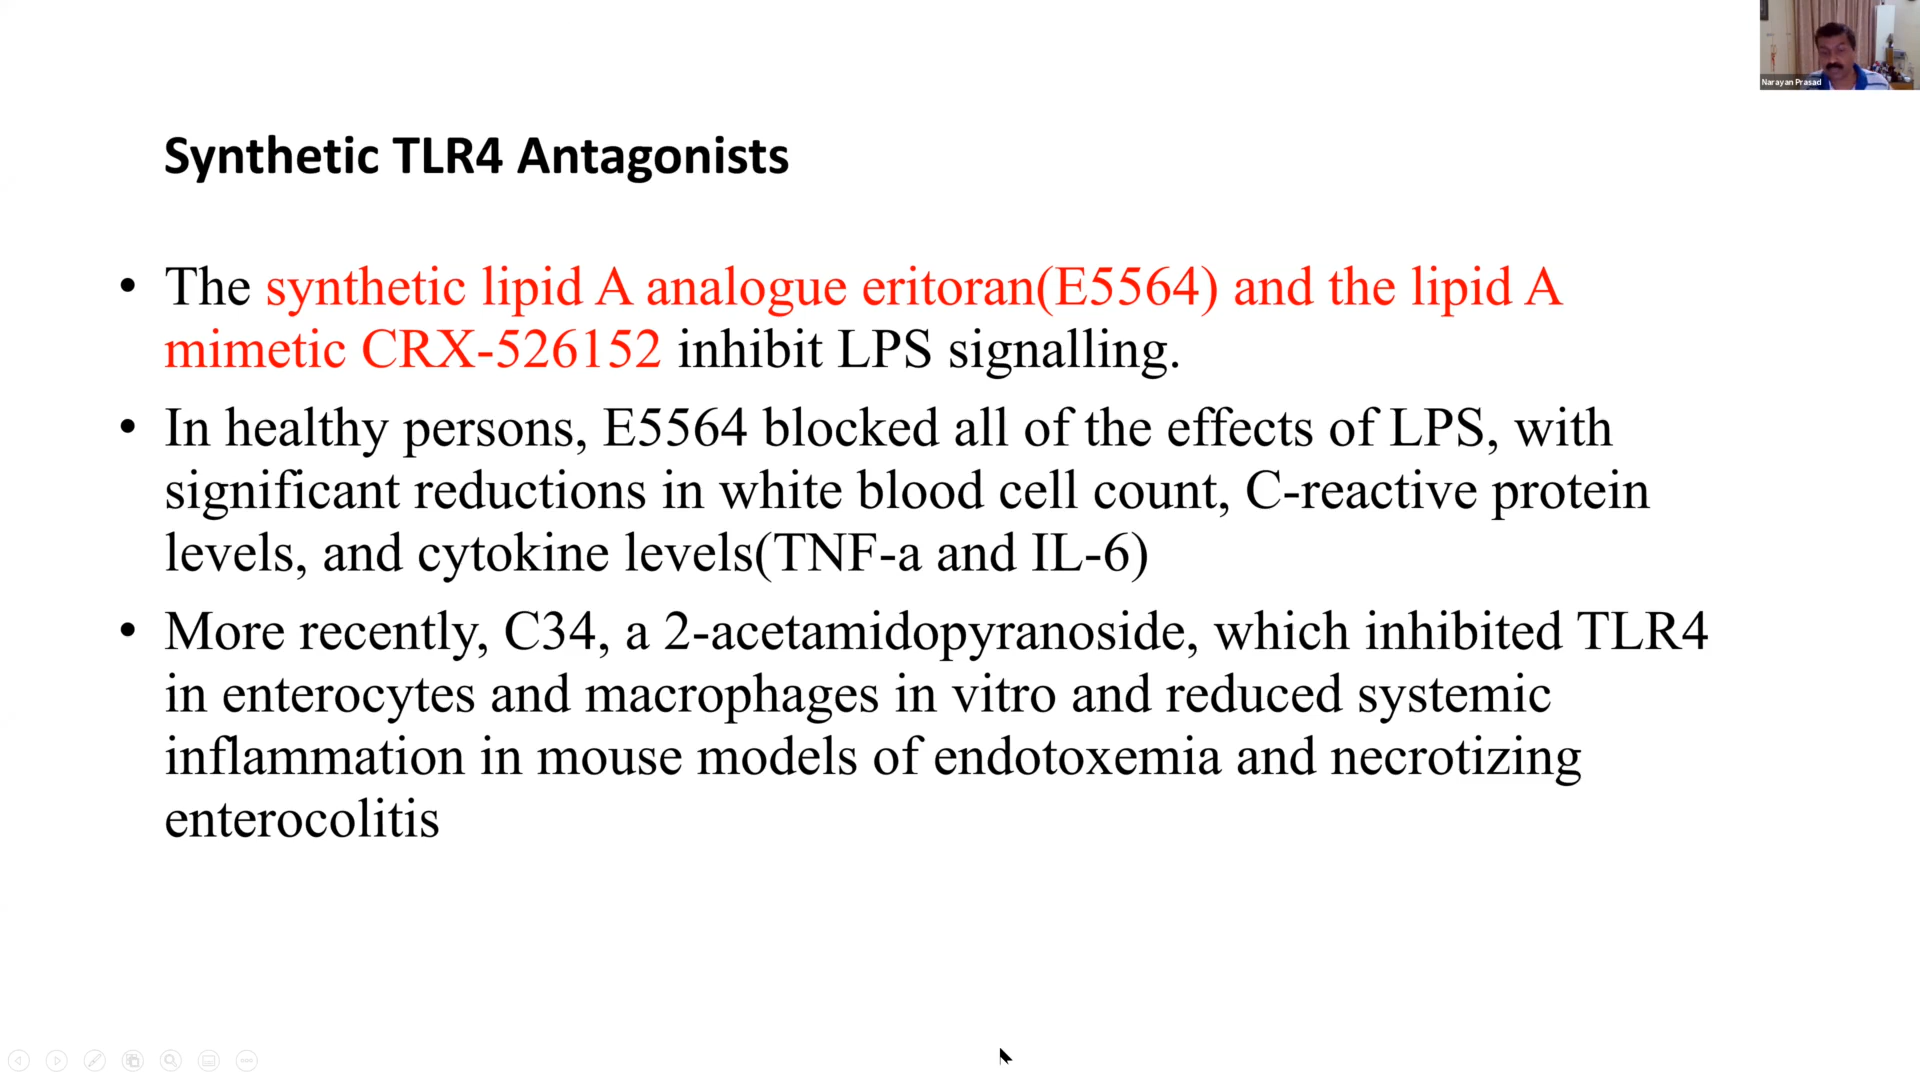 Narayan Prasad
Synthetic TLR4 Antagonists
• The synthetic lipid A analogue eritoran(E5564) and the lipid A
mimetic CRX-526152 inhibit LPS signalling.
• In healthy persons, E5564 blocked all of the effects of LPS, with
significant reductions in white blood cell count, C-reactive protein
levels, and cytokine levels(TNF-a and IL-6)
• More recently, C34, a 2-acetamidopyranoside, which inhibited TLR4
in enterocytes and macrophages in vitro and reduced systemic
inflammation in mouse models of endotoxemia and necrotizing
enterocolitis